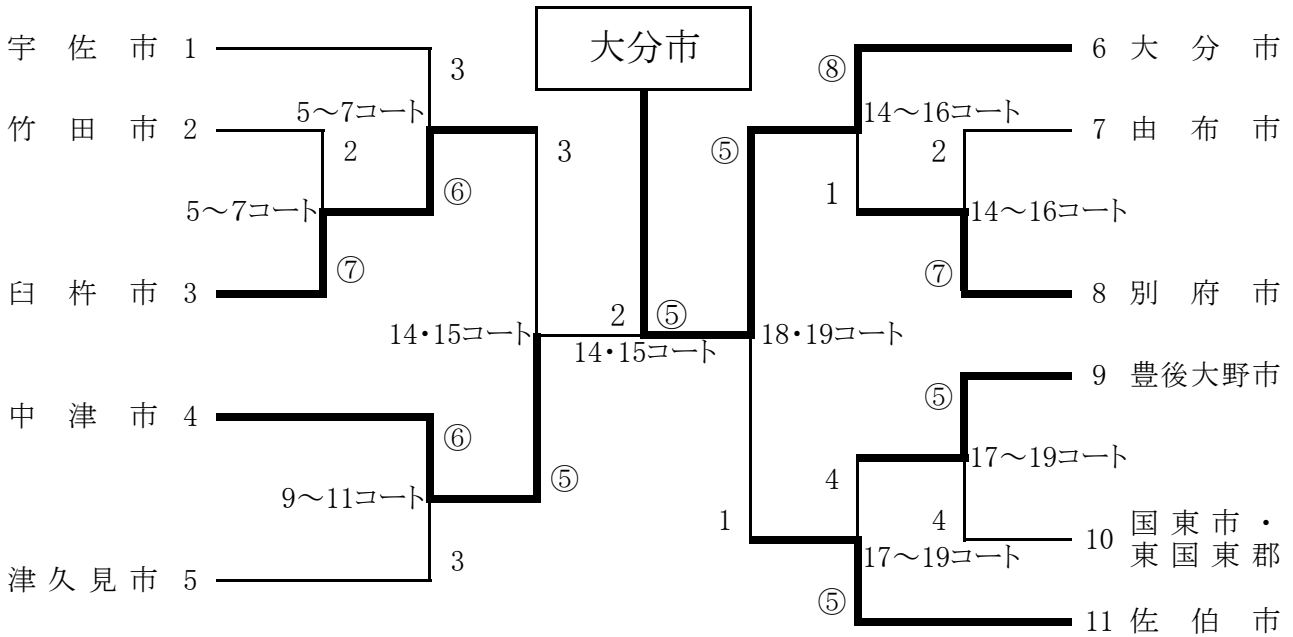 大分市
宇佐市 1
3
5～7コート
竹田市 2
2
3
⑥
5～7コート
⑦
臼杵市 3
14・15コート
2
⑤
14・15コート
中津市 4
⑥
⑤
9～11コート
3
津久見市 5
6 大分市
⑧
14～16コート
7 由布市
⑤
2
1
14～16コート
⑦
8 別府市
18・19コート
9 豊後大野市
⑤
17～19コート
4
4
1
10 国東市・
東国東郡
17～19コート
⑤
11 佐伯市